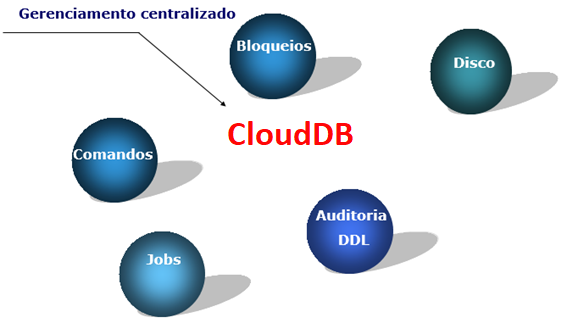 Gerenciamento centralizado
Bloqueios
Disco
CloudDB
Comandos
Auditoria
DDL
Jobs